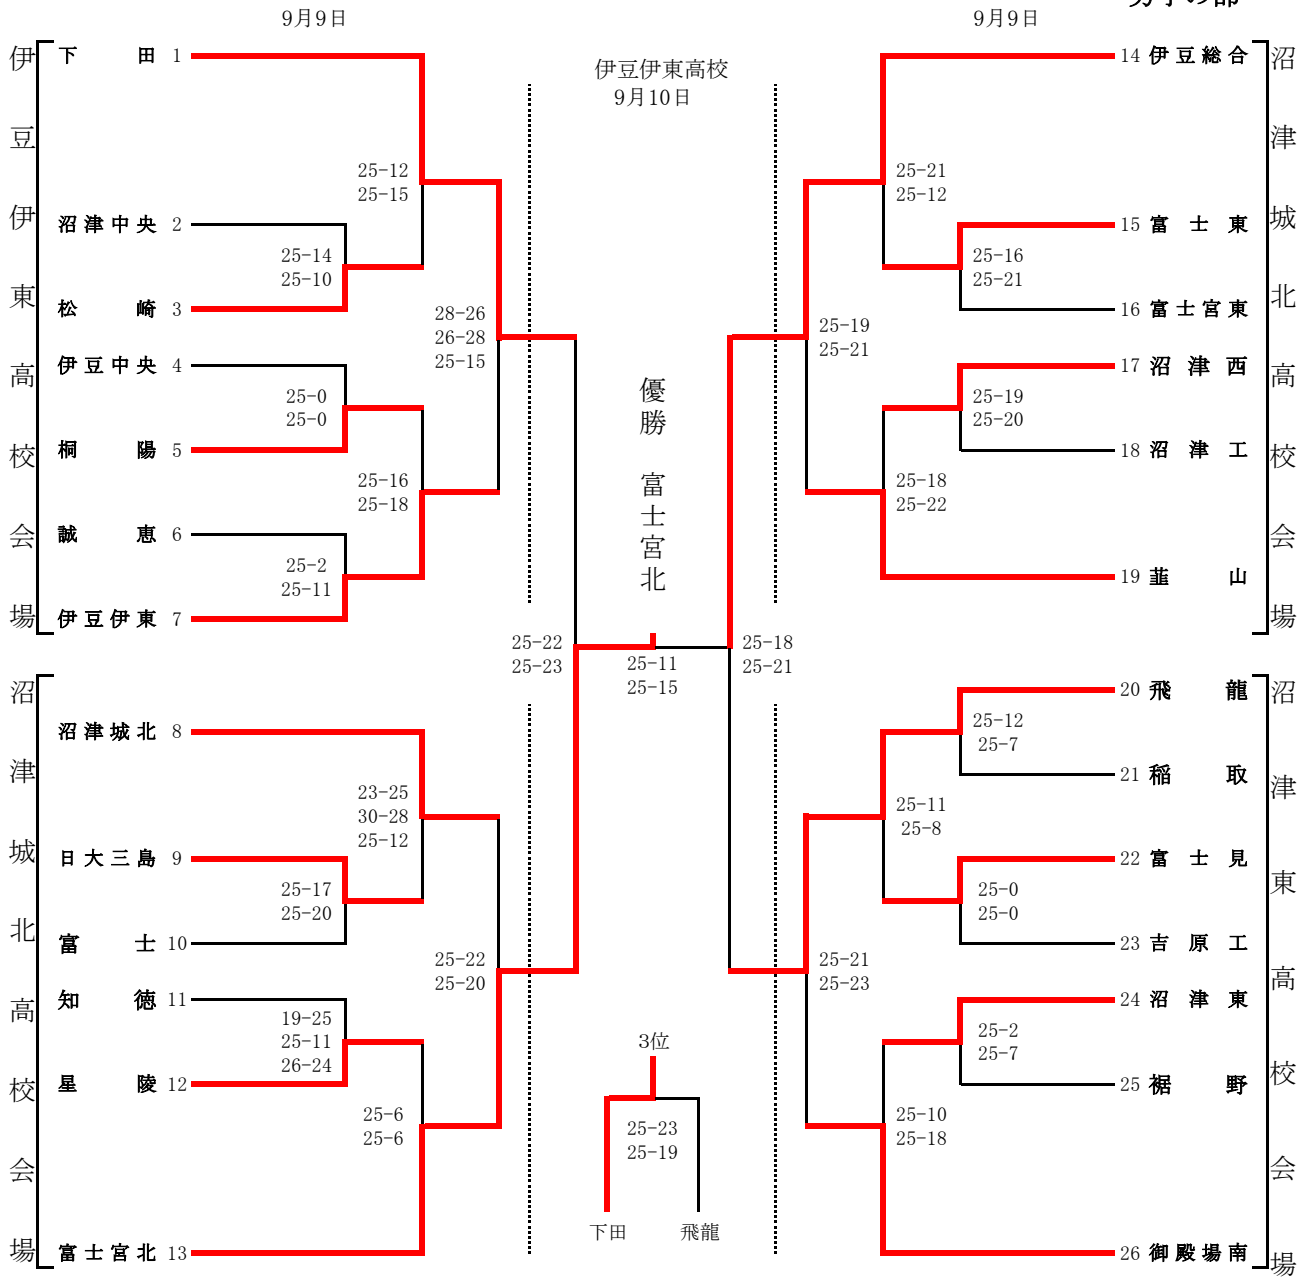 9月9日
9月9日
伊豆伊東高校
9月10日
伊豆伊東高校会場
下田 1
沼津中央 2
松崎 3
伊豆中央 4
桐陽 5
誠恵 6
伊豆伊東 7
25-12
25-15
25-14
25-10
28-26
26-28
25-15
25-0
25-0
25-16
25-18
25-2
25-11
沼津城北高校会場
沼津城北 8
日大三島 9
富士 10
知徳 11
星陵 12
富士宮北 13
23-25
30-28
25-12
25-17
25-20
25-22
25-20
19-25
25-11
26-24
25-6
25-6
25-22
25-23
優勝 富士宮北
25-11
25-15
25-18
25-21
3位
25-23
25-19
下田
飛龍
沼津城北高校会場
14 伊豆総合
15 富士東
16 富士宮東
17 沼津西
18 沼津工
19 韮山
25-21
25-12
25-16
25-21
25-19
25-21
25-19
25-20
25-18
25-22
沼津東高校会場
20 飛龍
21 稲取
22 富士見
23 吉原工
24 沼津東
25 裾野
26 御殿場南
25-12
25-7
25-11
25-8
25-0
25-0
25-21
25-23
25-2
25-7
25-10
25-18